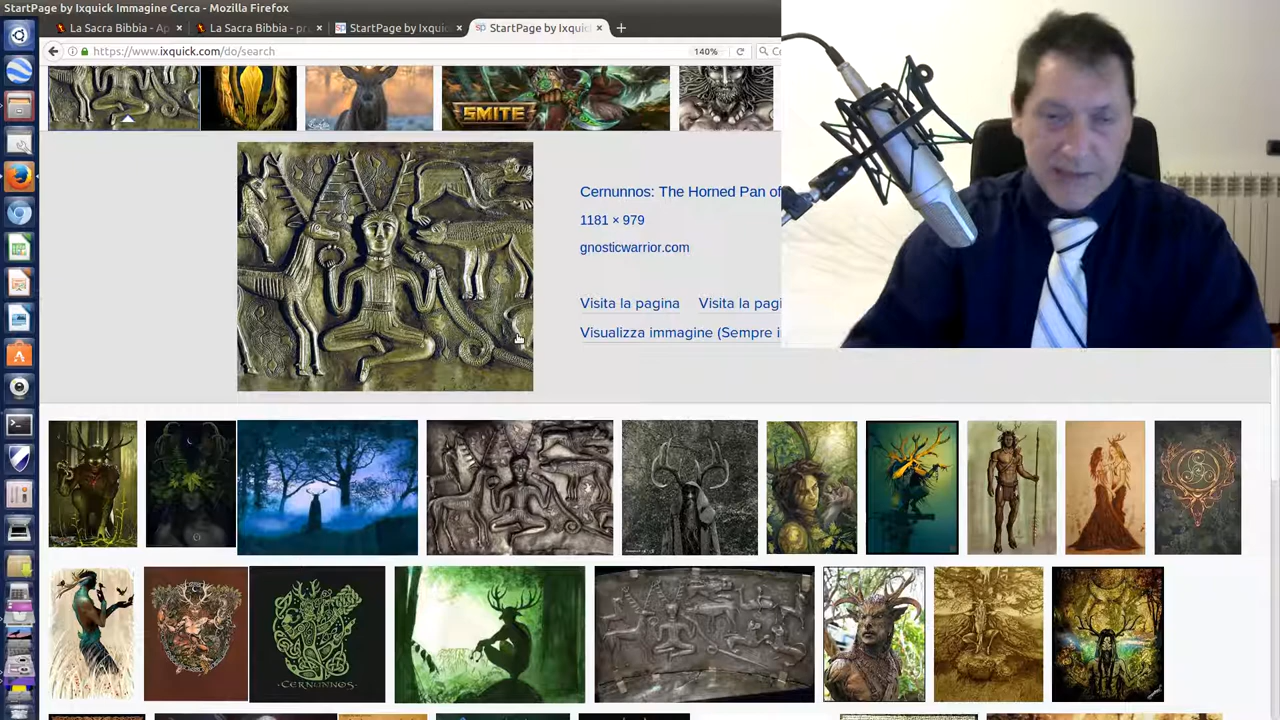 StartPage by Ixquick Immagine Cerca - Mozilla Firefox
La Sacra Bibbia - Ap
La Sacra Bibbia - pr
StartPage by Ixquic
StartPage by Ixquic
https://www.ixquick.com/do/search
140%
SMITE
Cernunnos: The Horned Pan of
1181 × 979
gnosticwarrior.com
Visita la pagina
Visita la pagi
Visualizza immagine (Sempre i
CERNUNNOS